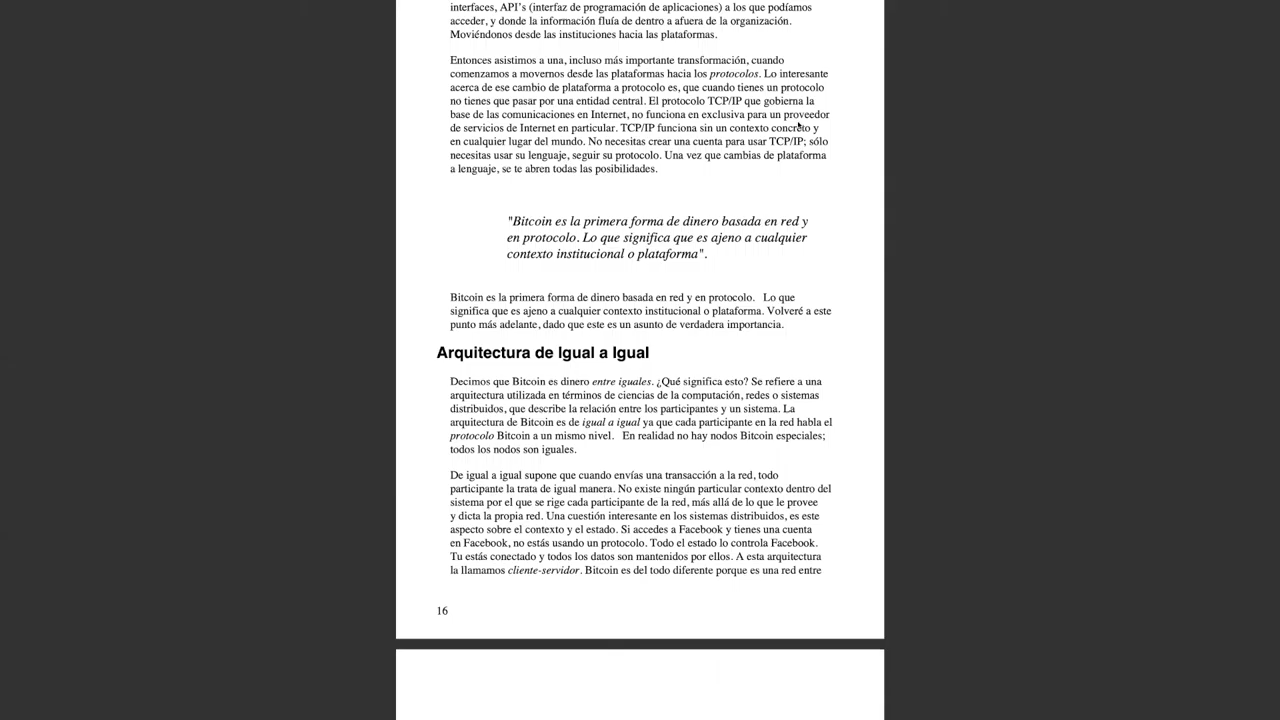 interfaces, API's (interfaz de programación de aplicaciones) a los que podíamos
acceder, y donde la información fluía de dentro a afuera de la organización.
Moviéndonos desde las instituciones hacia las plataformas.
Entonces asistimos a una, incluso más importante transformación, cuando
comenzamos a movernos desde las plataformas hacia los protocolos. Lo interesante
acerca de ese cambio de plataforma a protocolo es, que cuando tienes un protocolo
no tienes que pasar por una entidad central. El protocolo TCP/IP que gobierna la
base de las comunicaciones en Internet, no funciona en exclusiva para un proveedor
de servicios de Internet en particular. TCP/IP funciona sin un contexto concreto y
en cualquier lugar del mundo. No necesitas crear una cuenta para usar TCP/IP; sólo
necesitas usar su lenguaje, seguir su protocolo. Una vez que cambias de plataforma
a lenguaje, se te abren todas las posibilidades.
"Bitcoin es la primera forma de dinero basada en red y
en protocolo. Lo que significa que es ajeno a cualquier
contexto institucional o plataforma".
Bitcoin es la primera forma de dinero basada en red y en protocolo. Lo que
significa que es ajeno a cualquier contexto institucional o plataforma. Volveré a este
punto más adelante, dado que este es un asunto de verdadera importancia.
Arquitectura de Igual a Igual
Decimos que Bitcoin es dinero entre iguales. ¿Qué significa esto? Se refiere a una
arquitectura utilizada en términos de ciencias de la computación, redes o sistemas
distribuidos, que describe la relación entre los participantes y un sistema. La
arquitectura de Bitcoin es de igual a igual ya que cada participante en la red habla el
protocolo Bitcoin a un mismo nivel. En realidad no hay nodos Bitcoin especiales;
todos los nodos son iguales.
De igual a igual supone que cuando envías una transacción a la red, todo
participante la trata de igual manera. No existe ningún particular contexto dentro del
sistema por el que se rige cada participante de la red, más allá de lo que le provee
y dicta la propia red. Una cuestión interesante en los sistemas distribuidos, es este
aspecto sobre el contexto y el estado. Si accedes a Facebook y tienes una cuenta
en Facebook, no estás usando un protocolo. Todo el estado lo controla Facebook.
Tu estás conectado y todos los datos son mantenidos por ellos. A esta arquitectura
la llamamos cliente-servidor. Bitcoin es del todo diferente porque es una red entre
16